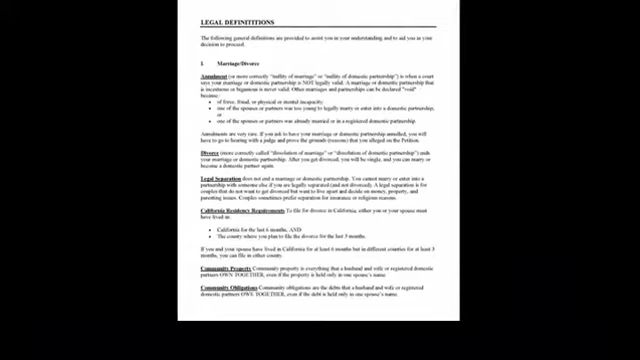 LEGAL DEFINITITIONS
The following general definitions are provided to assist you in your understanding and to aid you in your
decision to proceed.
I. Marriage/Divorce
Annulment (or more correctly "nullity of marriage" or "nullity of domestic partnership") is when a court
says your marriage or domestic partnership is NOT legally valid. A marriage or domestic partnership that
is incestuous or bigamous is never valid. Other marriages and partnerships can be declared "void"
because:
• of force, fraud, or physical or mental incapacity;
• one of the spouses or partners was too young to legally marry or enter into a domestic partnership;
or
• one of the spouses or partners was already married or in a registered domestic partnership
Annulments are very rare. If you ask to have your marriage or domestic partnership annulled, you will
have to go to hearing with a judge and prove the grounds (reasons) that you alleged on the Petition.
Divorce (more correctly called "dissolution of marriage" or "dissolution of domestic partnership") ends
your marriage or domestic partnership. After you get divorced, you will be single, and you can marry or
become a domestic partner again.
Legal Separation does not end a marriage or domestic partnership. You cannot marry or enter into a
partnership with someone else if you are legally separated (and not divorced). A legal separation is for
couples that do not want to get divorced but want to live apart and decide on money, property, and
parenting issues. Couples sometimes prefer separation for insurance or religious reasons.
California Residency Requirements To file for divorce in California, either you or your spouse must
have lived in:
• California for the last 6 months, AND
• The county where you plan to file the divorce for the last 3 months.
If you and your spouse have lived in California for at least 6 months but in different counties for at least 3
months, you can file in either county.
Community Property Community property is everything that a husband and wife or registered domestic
partners OWN TOGETHER, even if the property is held only in one spouse's name.
Community Obligations Community obligations are the debts that a husband and wife or registered
domestic partners OWE TOGETHER, even if the debt is held only in one spouse's name.